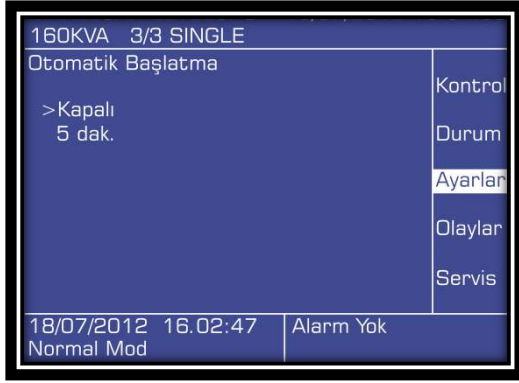 160KVA 3/3 SINGLE
Otomatik Başlatma
>Kapalı
5 dak.
Kontrol
Durum
Ayarlar
Olaylar
Servis
18/07/2012 16.02:47
Normal Mod
Alarm Yok